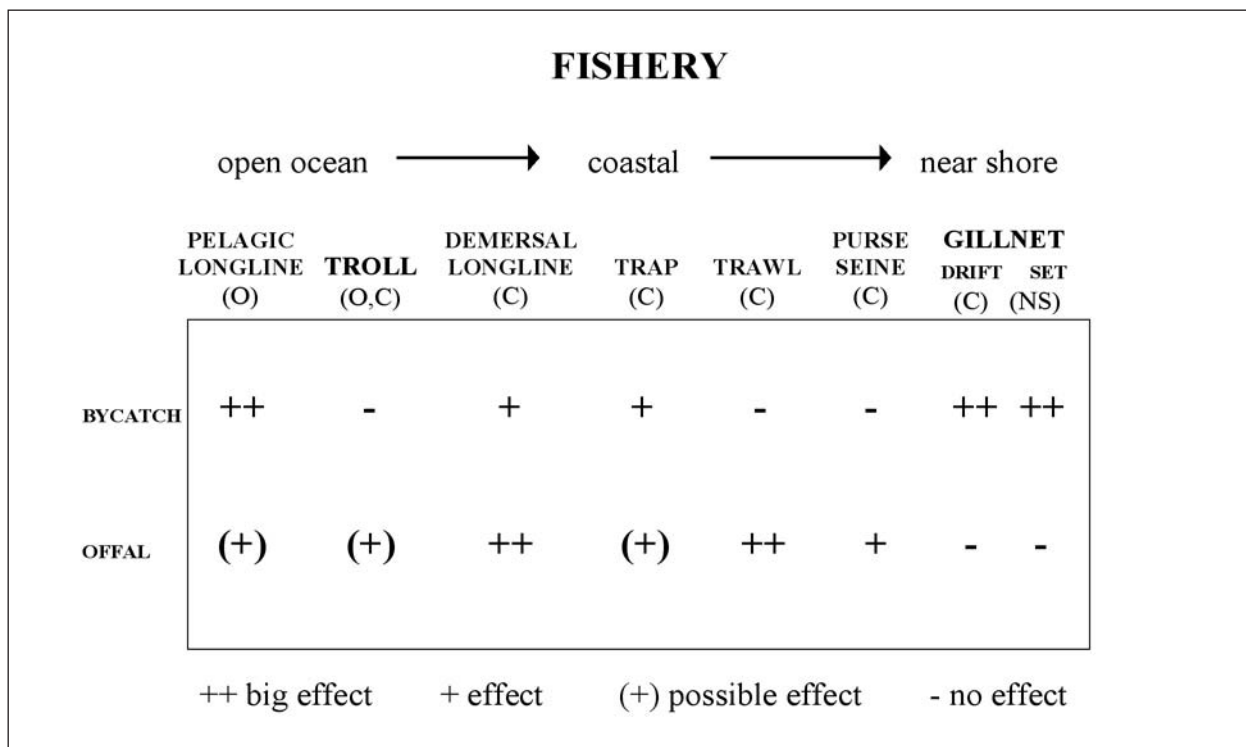 FISHERY
open ocean coastal near shore
PELAGIC DEMERSAL PURSE GILLNET
LONGLINE TROLL LONGLINE TRAP TRAWL SEINE DRIFT SET
(O) (O,C) (C) (C) (C) (C) (C) (NS)
BYCATCH ++ - + + - - ++ ++
OFFAL (+) (+) ++ (+) ++ + - -
++ big effect + effect (+) possible effect - no effect